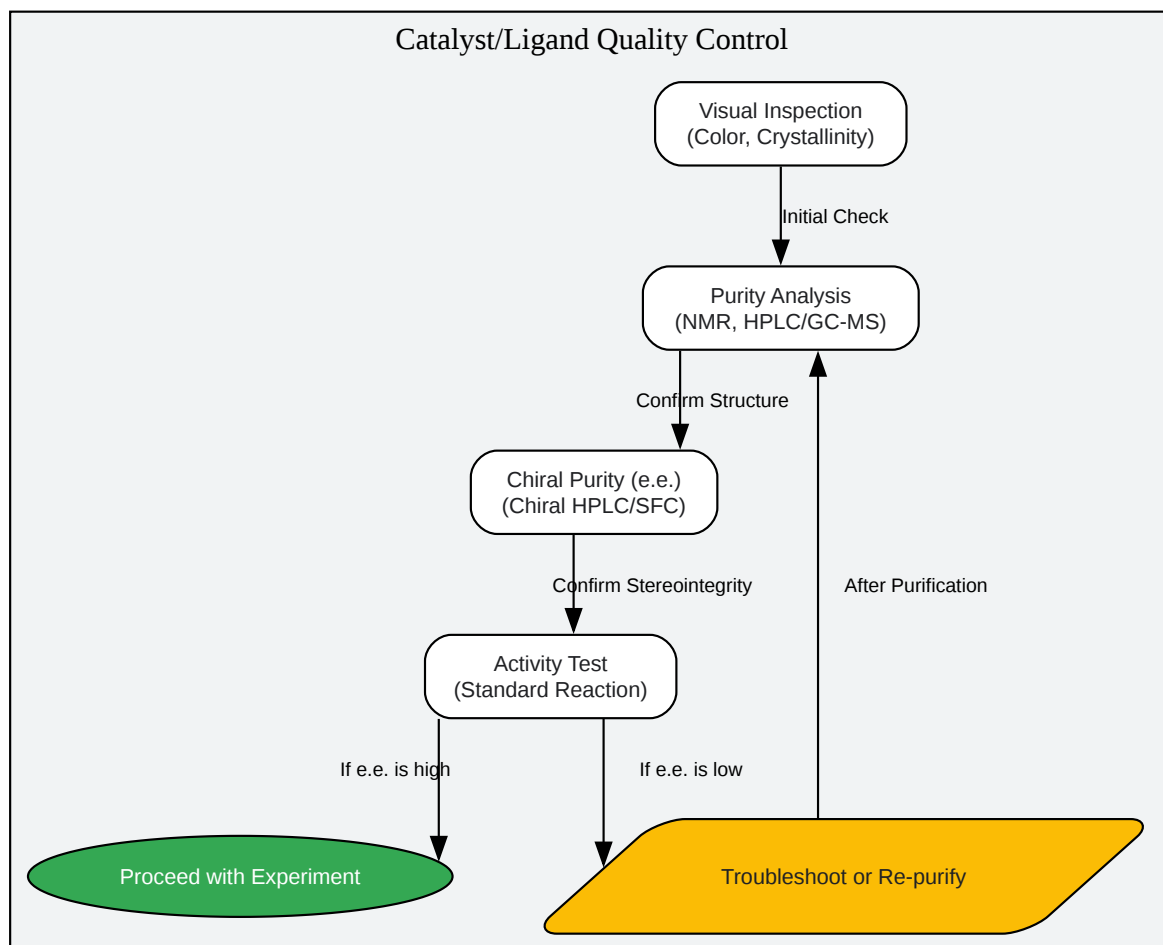 Catalyst/Ligand Quality Control
Visual Inspection
(Color, Crystallinity)
Initial Check
Purity Analysis
(NMR, HPLC/GC-MS)
Confirm Structure
Chiral Purity (e.e.)
(Chiral HPLC/SFC)
Confirm Stereointegrity
After Purification
Activity Test
(Standard Reaction)
If e.e. is high
If e.e. is low
Proceed with Experiment
Troubleshoot or Re-purify